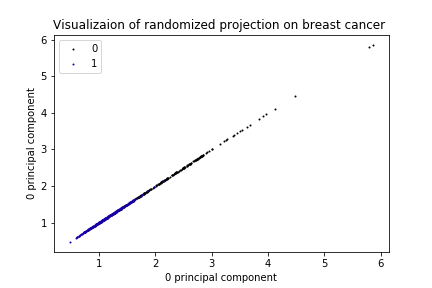 Visualizaion of randomized projection on breast cancer
0
1
6
5
4
3
2
1
0 principal component
1 2 3 4 5 6
0 principal component